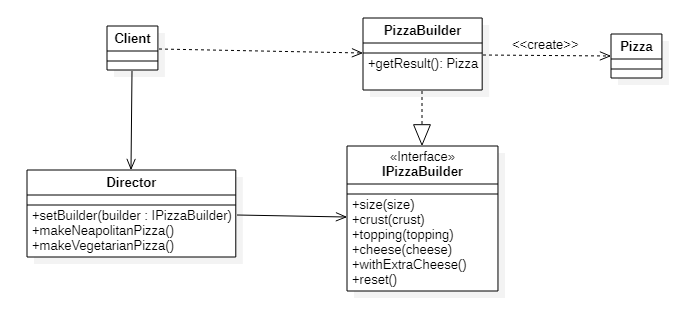 Client
PizzaBuilder
+getResult(): Pizza
<<create>>
Pizza
Director
+setBuilder(builder : IPizzaBuilder)
+makeNeapolitanPizza()
+makeVegetarianPizza()
«Interface»
IPizzaBuilder
+size(size)
+crust(crust)
+topping(topping)
+cheese(cheese)
+withExtraCheese()
+reset()